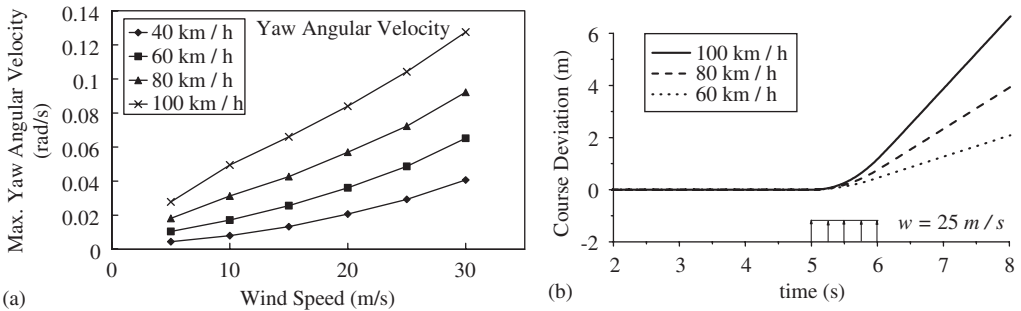 Yaw Angular Velocity
40 km / h
60 km / h
80 km / h
100 km / h
Max. Yaw Angular Velocity
(rad/s)
0.14
0.12
0.1
0.08
0.06
0.04
0.02
0
0 10 20 30
Wind Speed (m/s)
(a)
100 km / h
80 km / h
60 km / h
Course Deviation (m)
6
4
2
0
-2
w = 25 m / s
2 3 4 5 6 7 8
time (s)
(b)